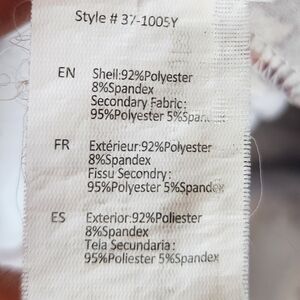 Style # 37-1005Y
EN Shell:92%Polyester
8%Spandex
Secondary Fabric:
95%Polyester 5%Spandex
FR Extérieur:92%Polyester
8%Spandex
Fissu Secondry:
95%Polyester 5%Spandex
ES Exterior:92%Poliester
8%Spandex
Tela Secundaria:
95%Poliester 5%Spandex